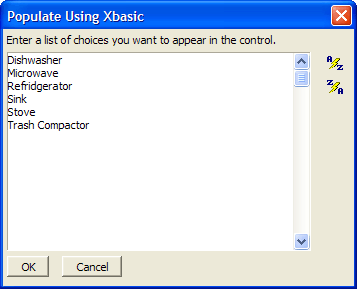 Populate Using Xbasic
Enter a list of choices you want to appear in the control.
Dishwasher
Microwave
Refridgerator
Sink
Stove
Trash Compactor
A Z
Z A
OK Cancel